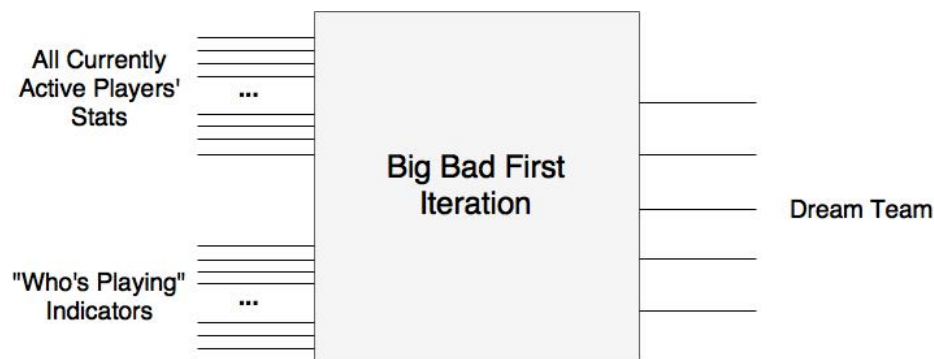 All Currently
Active Players'
Stats
...
Big Bad First
Iteration
Dream Team
"Who's Playing"
Indicators
...